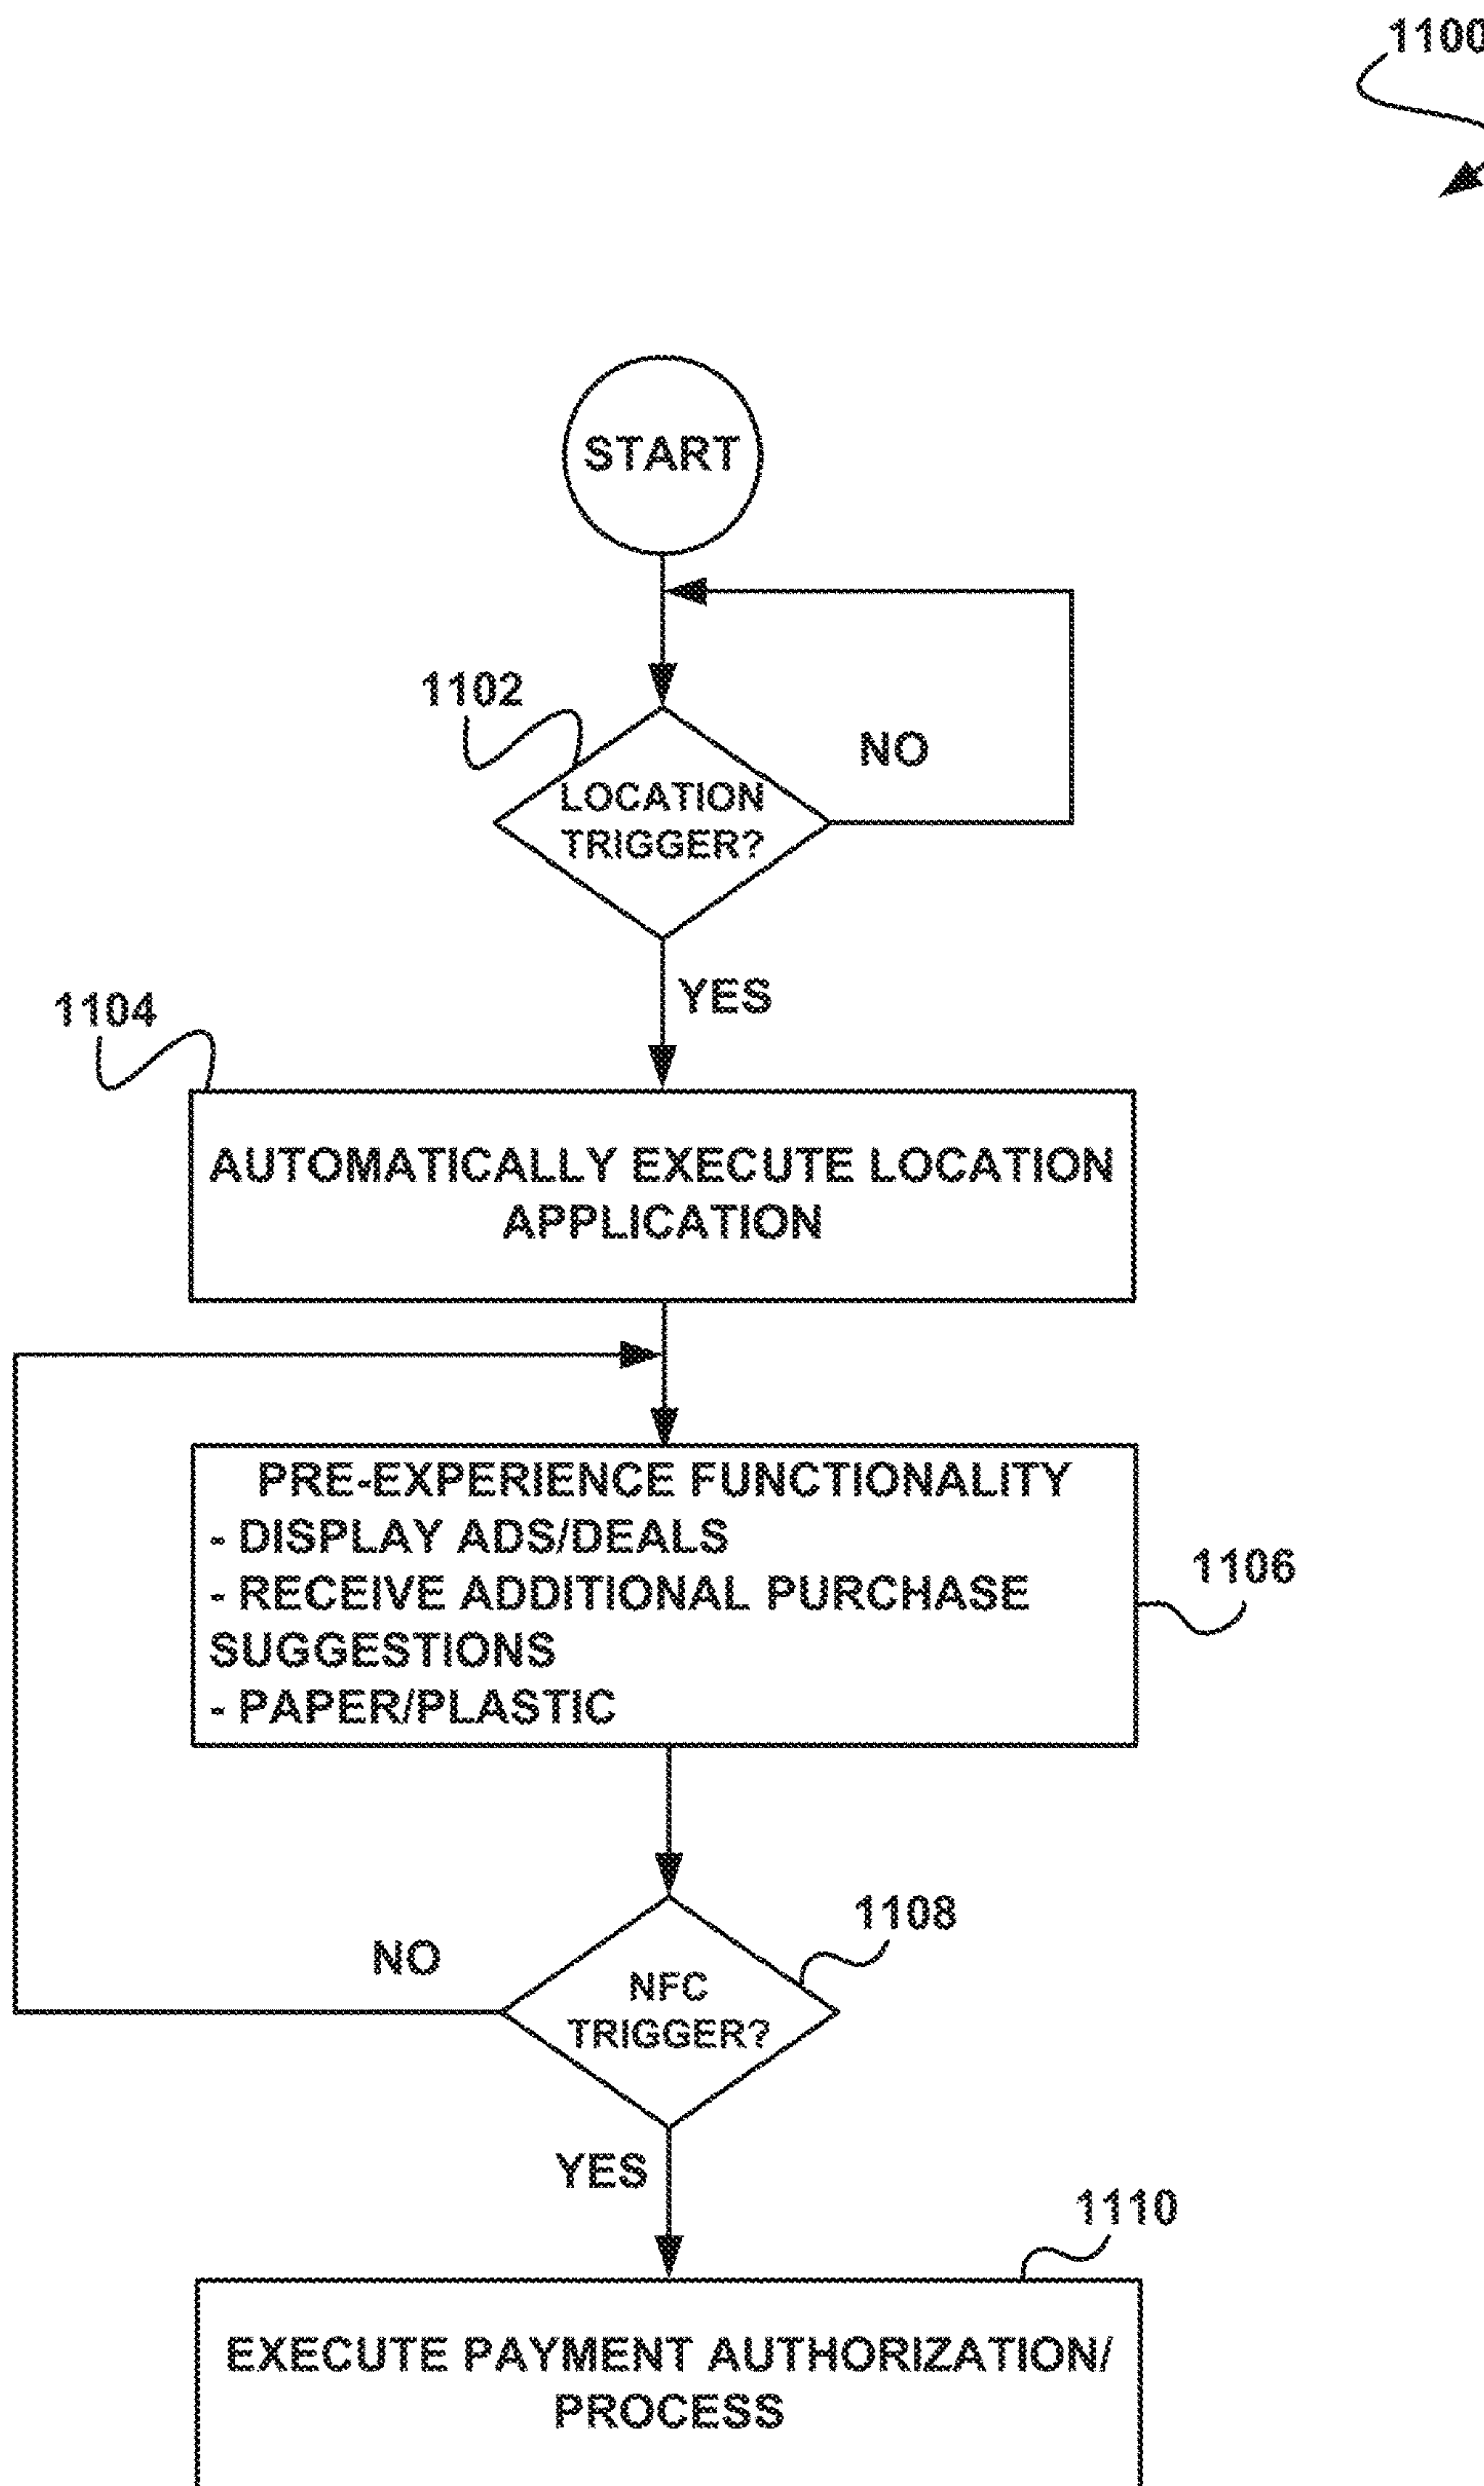 1100
START
1102
NO
LOCATION
TRIGGER?
YES
1104
AUTOMATICALLY EXECUTE LOCATION
APPLICATION
PRE-EXPERIENCE FUNCTIONALITY
- DISPLAY ADS/DEALS
- RECEIVE ADDITIONAL PURCHASE
SUGGESTIONS
- PAPER/PLASTIC
1106
1108
NO
NFC
TRIGGER?
YES
1110
EXECUTE PAYMENT AUTHORIZATION/
PROCESS